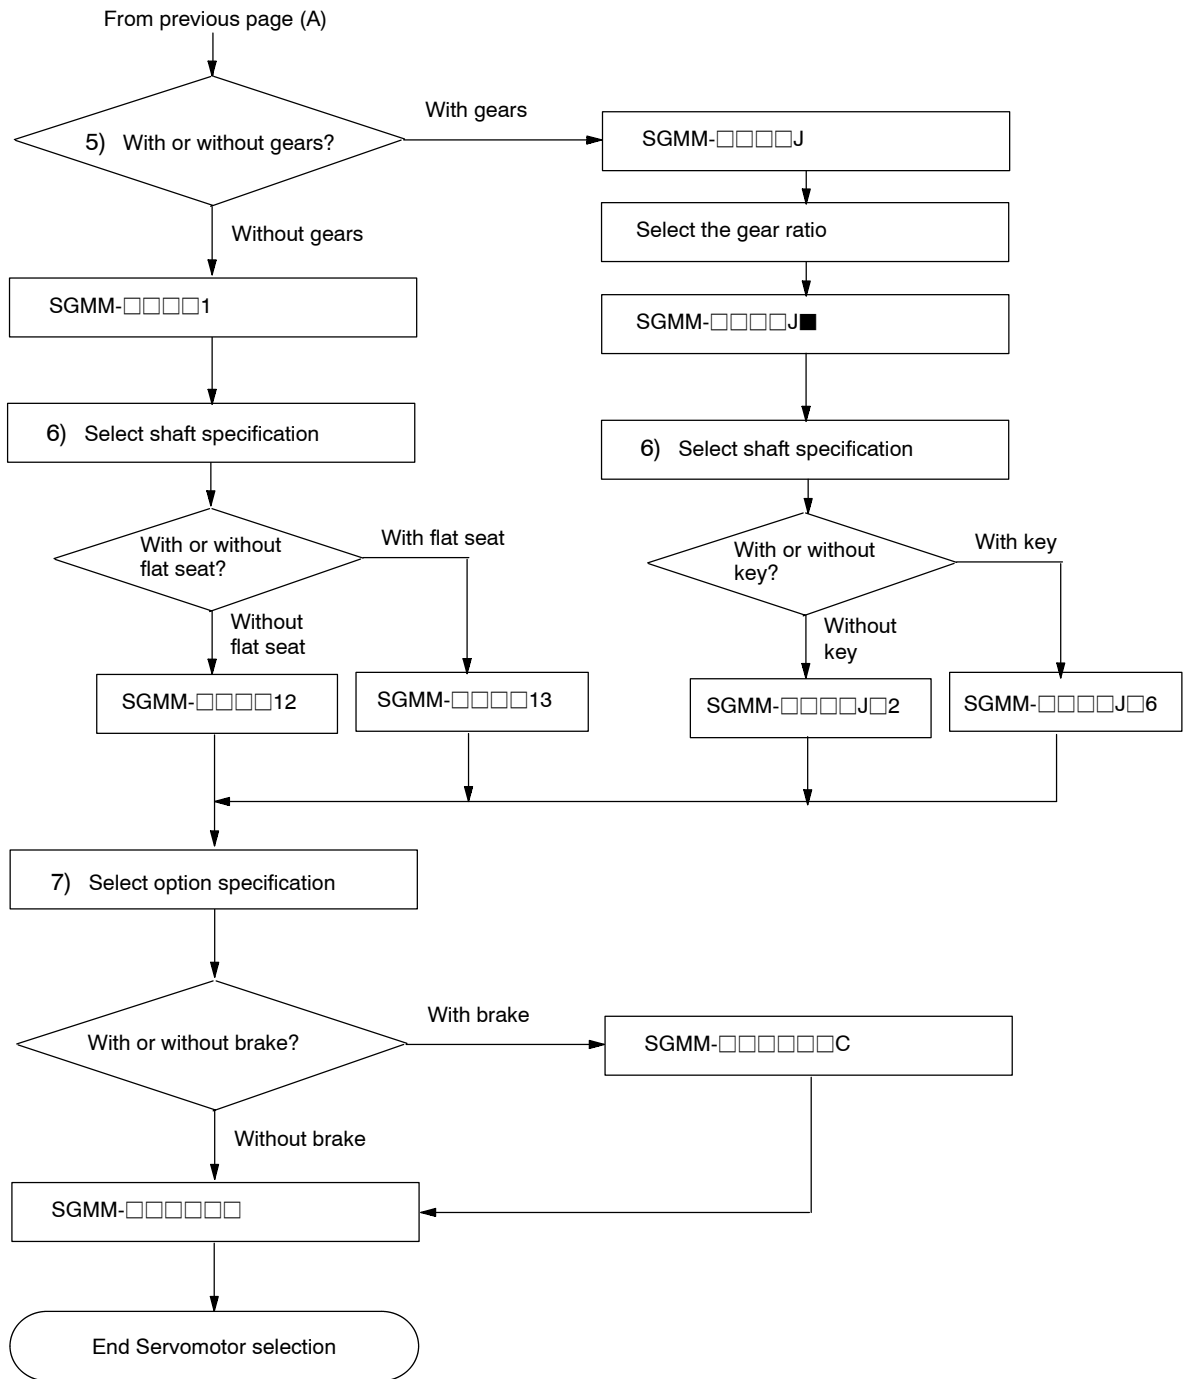 From previous page (A)
5) With or without gears?
With gears
SGMM-□□□□J
Select the gear ratio
Without gears
SGMM-□□□□1
SGMM-□□□□J■
6) Select shaft specification
6) Select shaft specification
With or without
flat seat?
With flat seat
Without
flat seat
With or without
key?
With key
Without
key
SGMM-□□□□12
SGMM-□□□□13
SGMM-□□□□J□2
SGMM-□□□□J□6
7) Select option specification
With or without brake?
With brake
SGMM-□□□□□□C
Without brake
SGMM-□□□□□□
End Servomotor selection